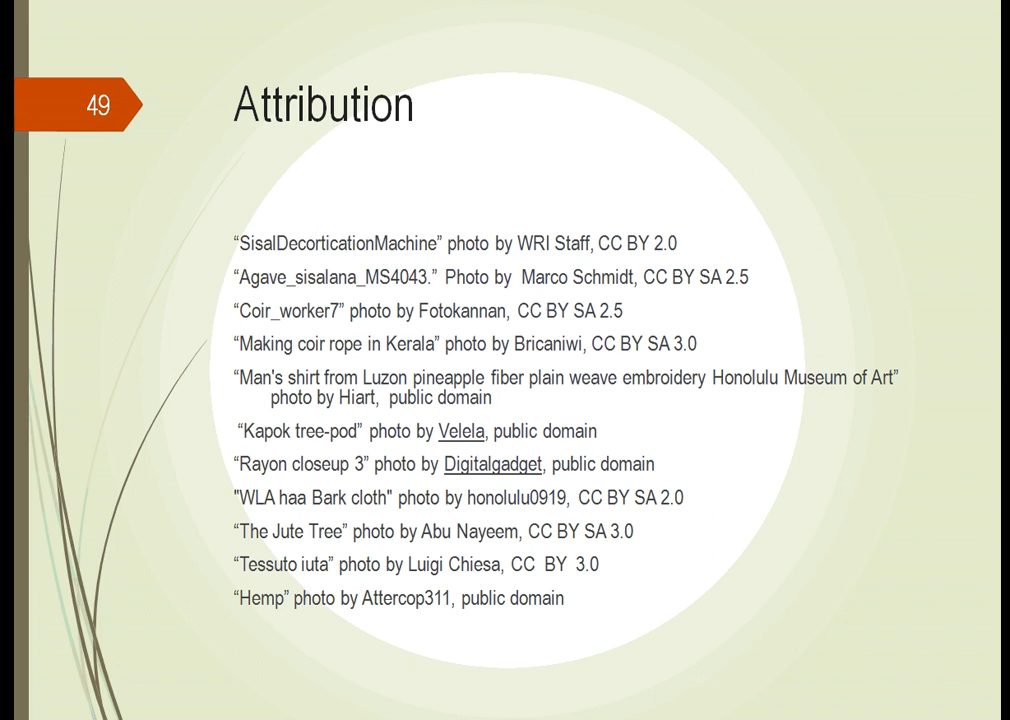 49
Attribution
“SisalDecorticationMachine” photo by WRI Staff, CC BY 2.0
“Agave_sisalana_MS4043.” Photo by Marco Schmidt, CC BY SA 2.5
“Coir_worker7” photo by Fotokannan, CC BY SA 2.5
“Making coir rope in Kerala” photo by Bricaniwi, CC BY SA 3.0
“Man's shirt from Luzon pineapple fiber plain weave embroidery Honolulu Museum of Art”
photo by Hiart, public domain
“Kapok tree-pod” photo by Velela, public domain
“Rayon closeup 3” photo by Digitalgadget, public domain
"WLA haa Bark cloth" photo by honolulu0919, CC BY SA 2.0
“The Jute Tree” photo by Abu Nayeem, CC BY SA 3.0
“Tessuto iuta” photo by Luigi Chiesa, CC BY 3.0
“Hemp” photo by Attercop311, public domain